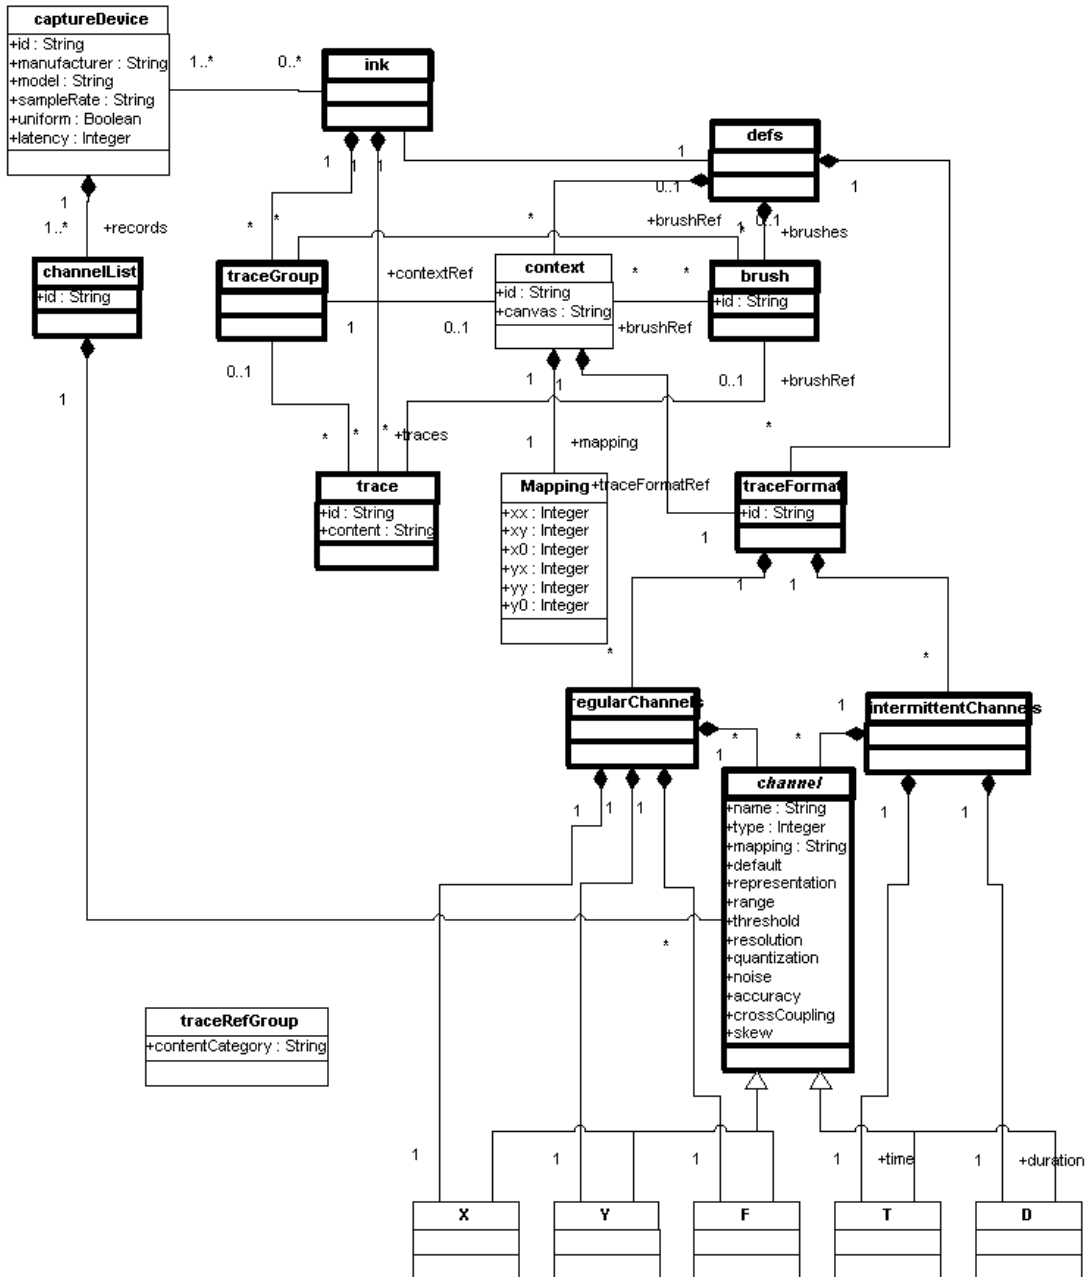 captureDevice
+id : String
+manufacturer : String
+model : String
+sampleRate : String
+uniform : Boolean
+latency : Integer
1..*
0..*
ink
defs
1
1
1
1
1
0..1
0..1
1
1..*
+records
*
*
*
+brushRef
1
*
+brushes
channelList
+id : String
traceGroup
+contextRef
context
+id : String
+canvas : String
*
*
brush
+id : String
1
0..1
+brushRef
0..1
1
1
1
0..1
+brushRef
*
*
*
+traces
1
+mapping
*
trace
+id : String
+content : String
Mapping
+xx : Integer
+xy : Integer
+x0 : Integer
+yx : Integer
+yy : Integer
+y0 : Integer
+traceFormatRef
1
traceFormat
+id : String
1
1
*
*
regularChannels
1
intermittentChannels
*
*
1
channel
+name : String
+type : Integer
+mapping : String
+default
+representation
+range
+threshold
+resolution
+quantization
+noise
+accuracy
+crossCoupling
+skew
1
1
1
1
1
*
traceRefGroup
+contentCategory : String
1
1
1
1
+time
1
+duration
X
Y
F
T
D